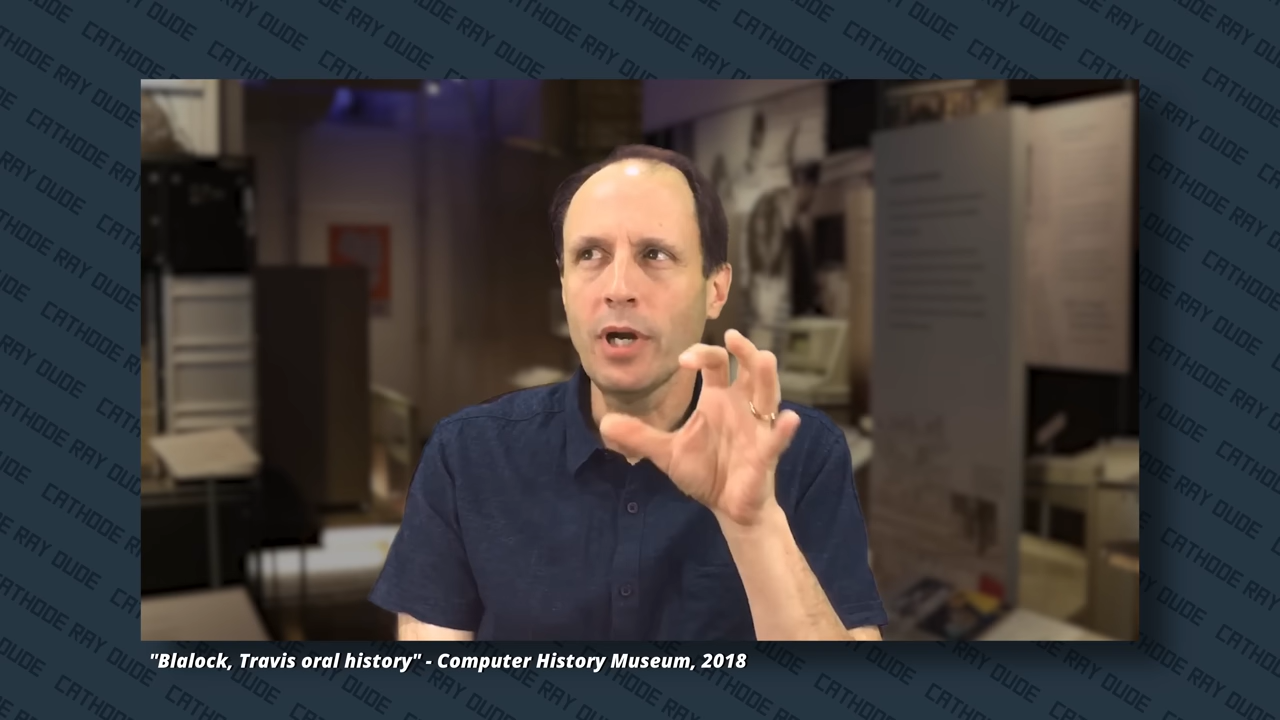 CATHODE RAY DUDE
"Blalock, Travis oral history" - Computer History Museum, 2018